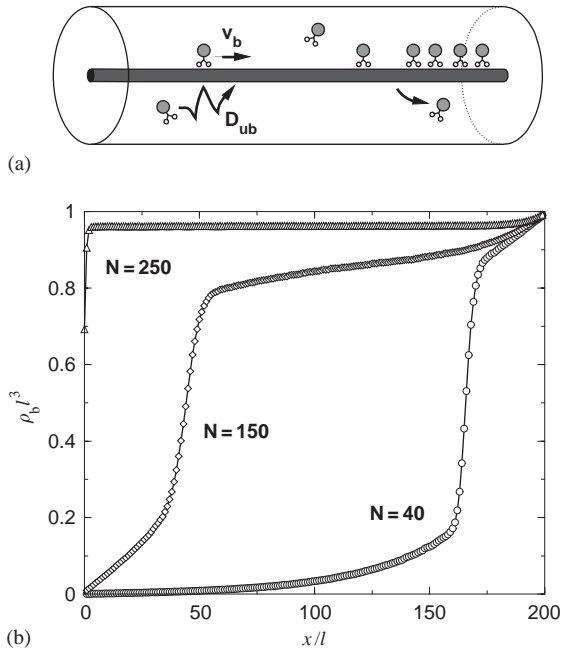 v_b
D_ub
(a)
1
0.8
0.6
0.4
0.2
0
ρ_b l^3
N = 250
N = 150
N = 40
0
50
100
150
200
x/l
(b)